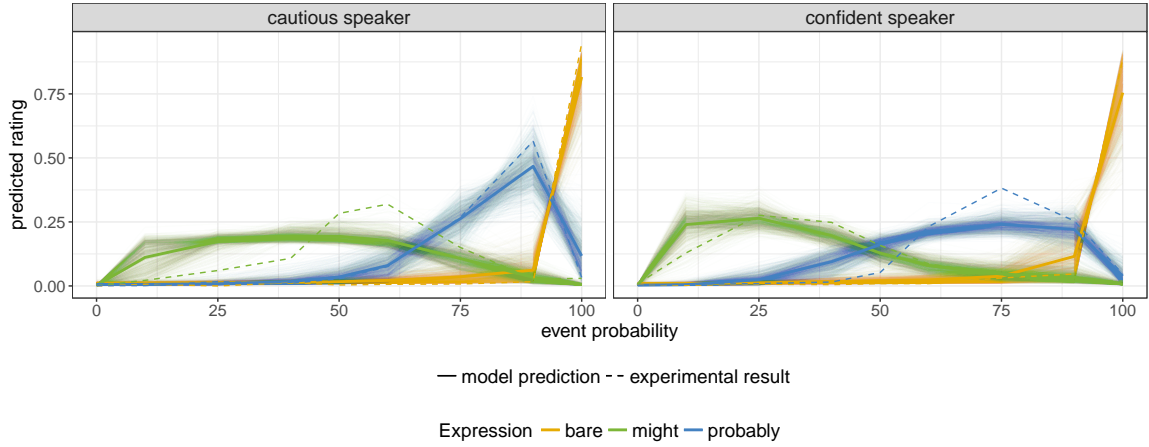 cautious speaker confident speaker
0.75
0.50
0.25
0.00
predicted rating
0 25 50 75 100 0 25 50 75 100
event probability
model prediction experimental result
Expression bare might probably